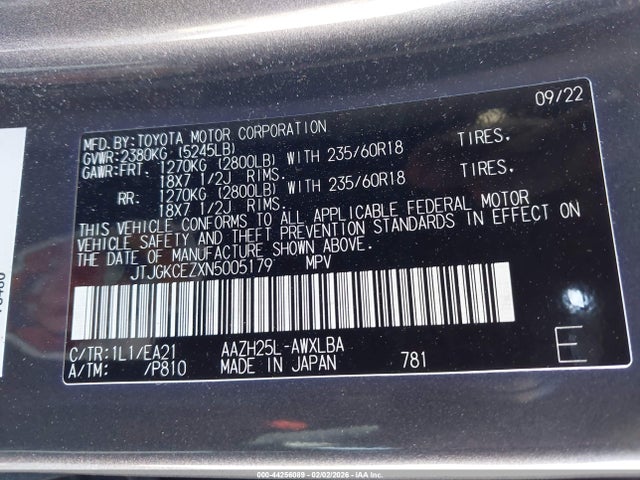 09/22
MFD.BY:TOYOTA MOTOR CORPORATION
GVWR:2380KG (5245LB)
GAWR:FRT. 1270KG (2800LB) WITH 235/60R18 TIRES,
18X7 1/2J RIMS.
RR: 1270KG (2800LB) WITH 235/60R18 TIRES,
18X7 1/2J RIMS.
THIS VEHICLE CONFORMS TO ALL APPLICABLE FEDERAL MOTOR
VEHICLE SAFETY AND THEFT PREVENTION STANDARDS IN EFFECT ON
THE DATE OF MANUFACTURE SHOWN ABOVE.
JTJGKCEZXN5005179 MPV
C/TR:1L1/EA21 AAZH25L-AWXLBA
A/TM: /P810 MADE IN JAPAN 781
E
000-44256089 - 02/02/2026 - IAA Inc.